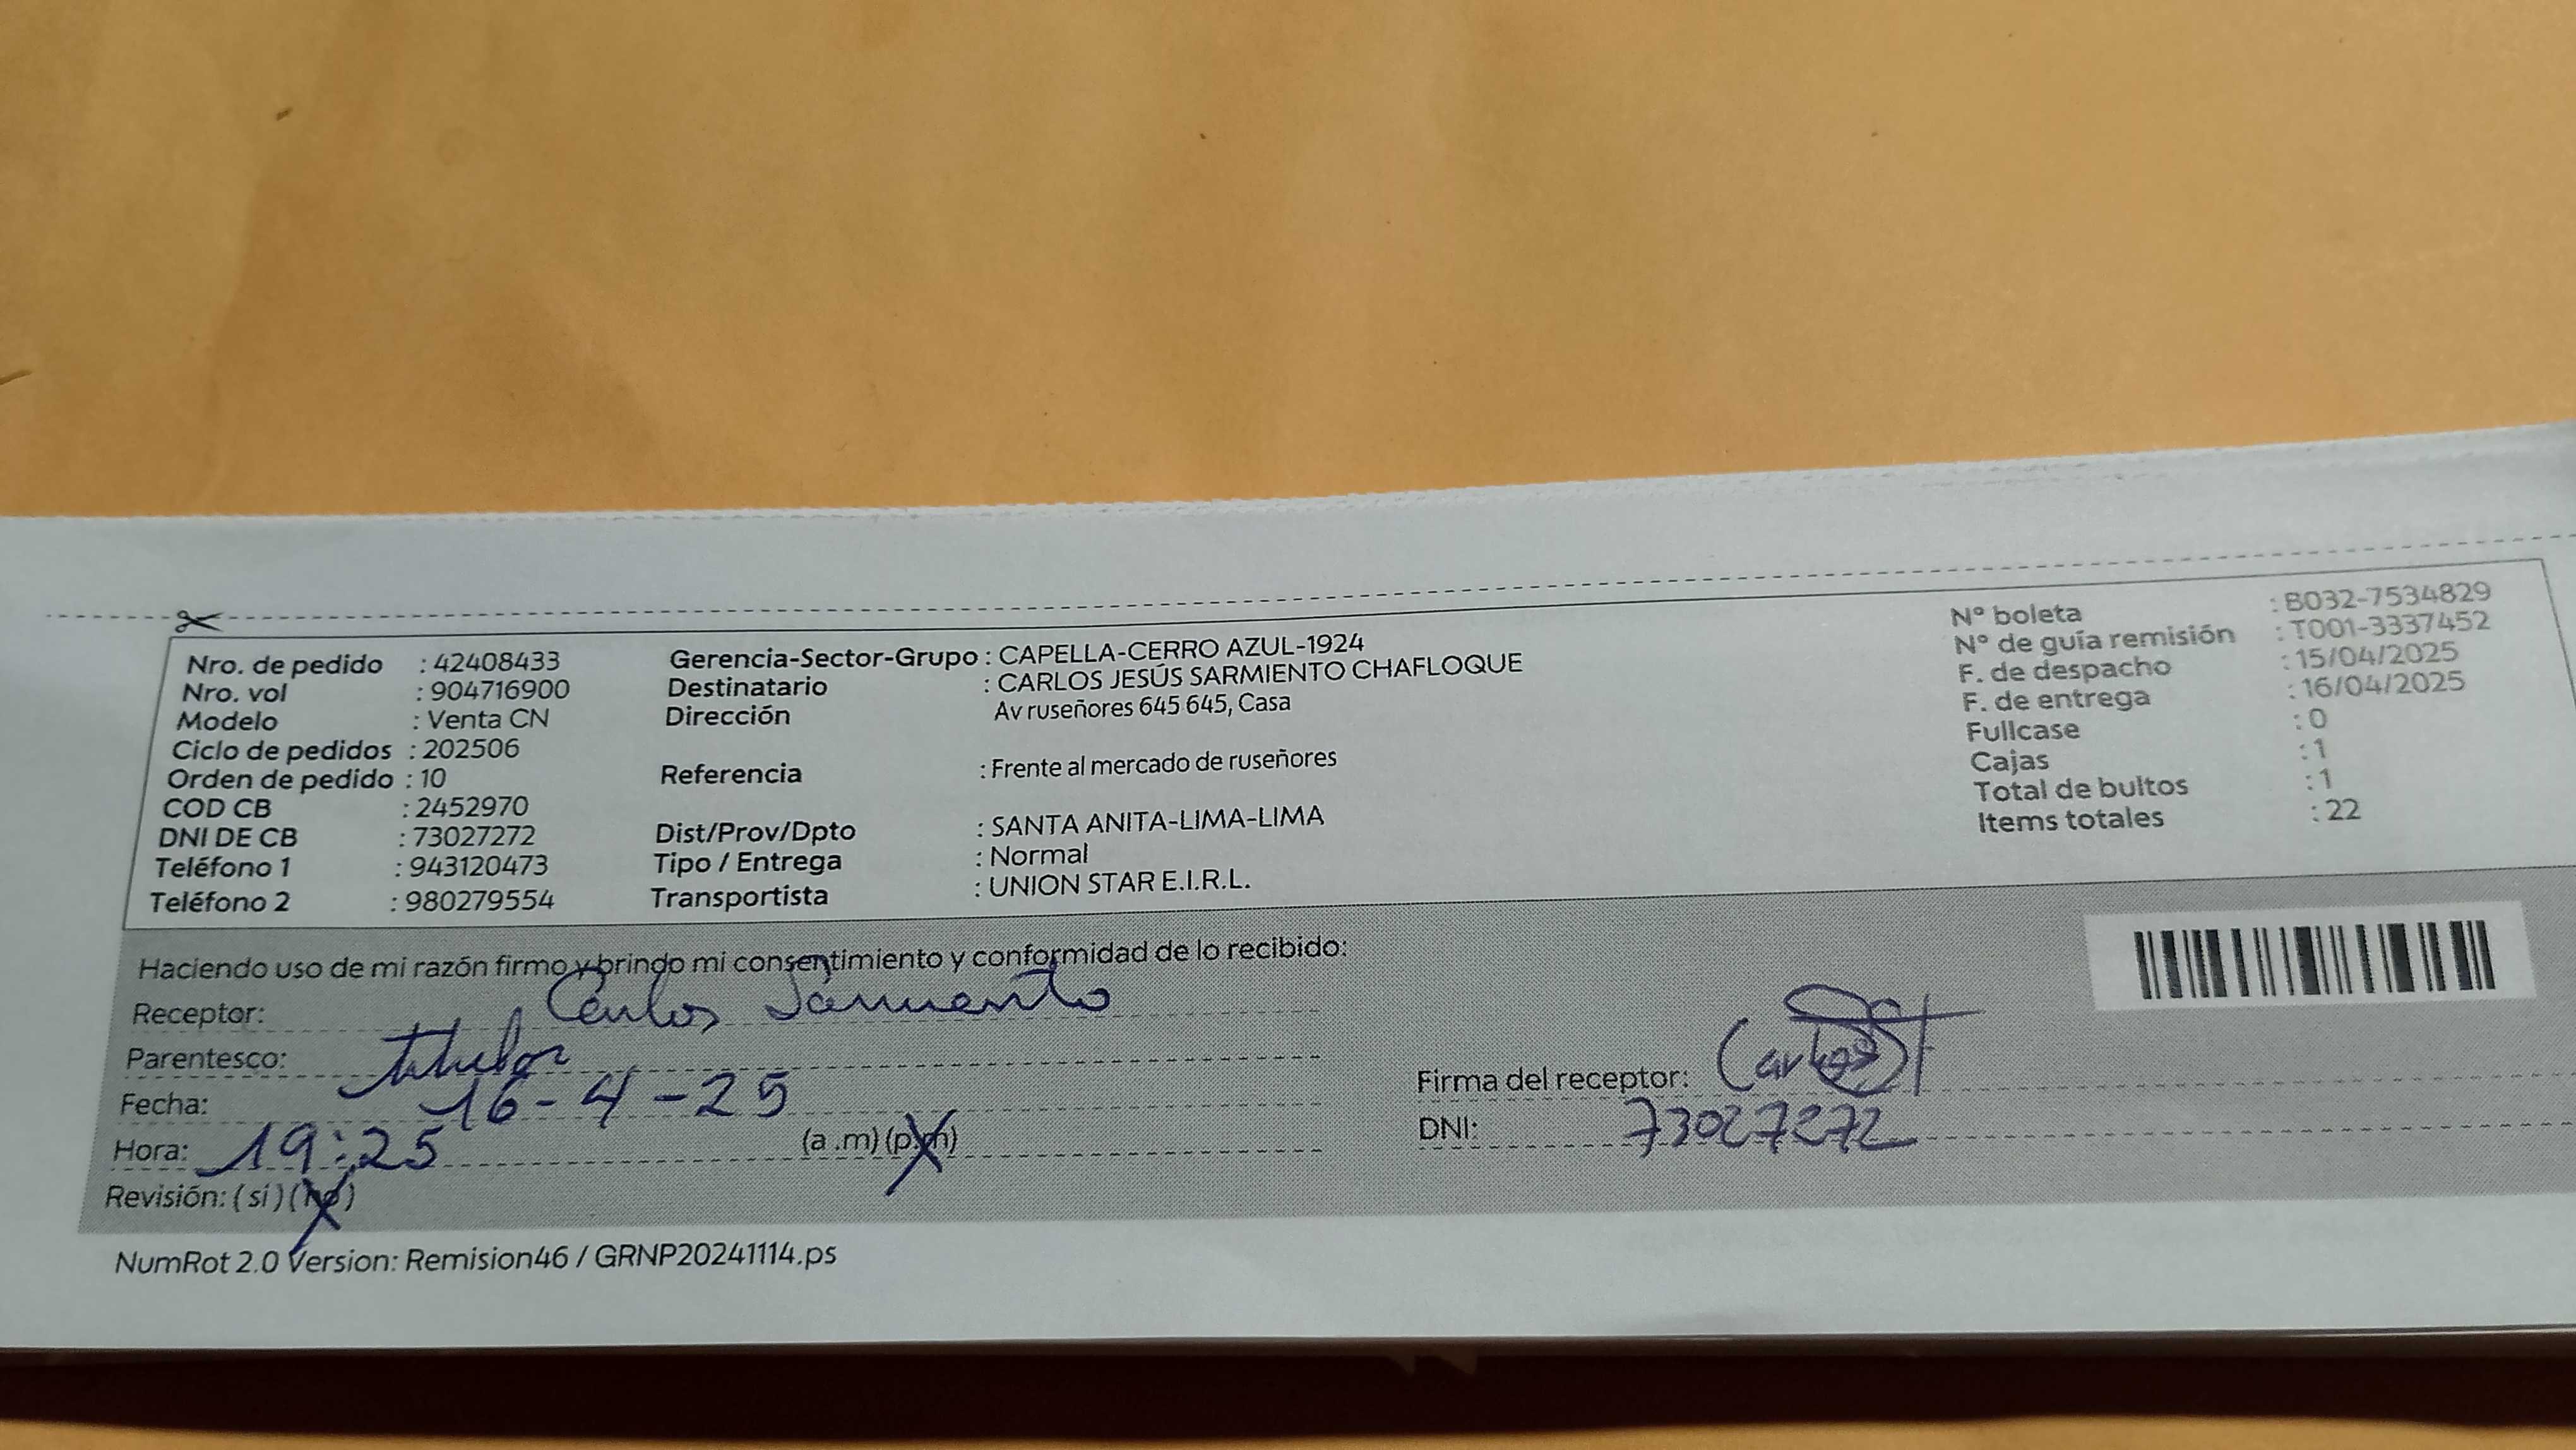 Nro. de pedido : 42408433
Nro. vol : 904716900
Modelo : Venta CN
Ciclo de pedidos : 202506
Orden de pedido : 10
COD CB : 2452970
DNI DE CB : 73027272
Teléfono 1 : 943120473
Teléfono 2 : 980279554
Gerencia-Sector-Grupo : CAPELLA-CERRO AZUL-1924
Destinatario : CARLOS JESÚS SARMIENTO CHAFLOQUE
Dirección Av ruseñores 645 645, Casa
Referencia : Frente al mercado de ruseñores
Dist/Prov/Dpto : SANTA ANITA-LIMA-LIMA
Tipo / Entrega : Normal
Transportista : UNION STAR E.I.R.L.
N° boleta : B032-7534829
N° de guía remisión : T001-3337452
F. de despacho : 15/04/2025
F. de entrega : 16/04/2025
Fullcase : 0
Cajas : 1
Total de bultos : 1
Items totales : 22
Haciendo uso de mi razón firmo y brindo mi consentimiento y conformidad de lo recibido:
Receptor: Carlos Sarmiento
Parentesco: titular
Fecha: 16-4-25
Hora: 19:25 (a .m) (p.m)
Revisión: ( si ) ( no )
Firma del receptor: Carlos
DNI: 73027272
NumRot 2.0 Version: Remision46 / GRNP20241114.ps